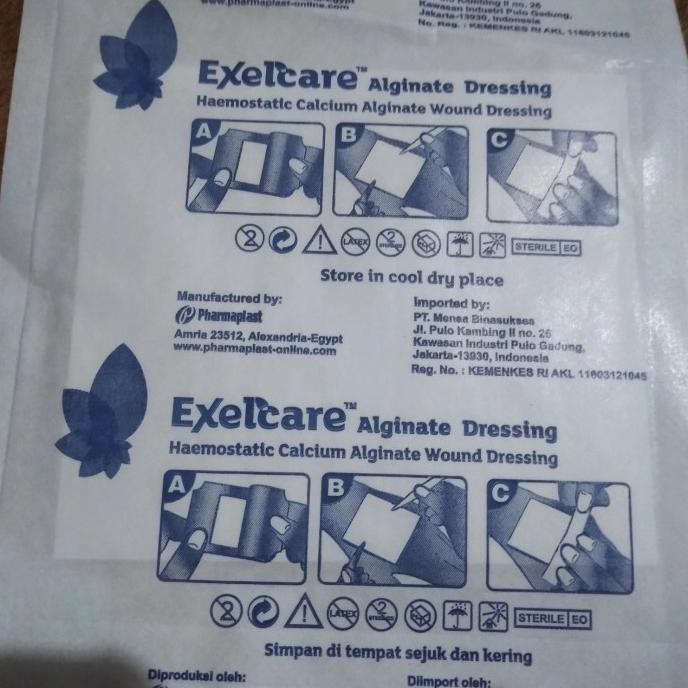 www.pharmaplast-online.com
Kambing II no. 26
Kawasan Industri Pulo Gadung,
Jakarta-13930, Indonesia
No. Reg. : KEMENKES RI AKL 11603121045
Exelcare™ Alginate Dressing
Haemostatic Calcium Alginate Wound Dressing
A B C
LATEX
2
STERILE EO
Store in cool dry place
Manufactured by:
Pharmaplast
Amria 23512, Alexandria-Egypt
www.pharmaplast-online.com
Imported by:
PT. Mensa Binasukses
Jl. Pulo Kambing II no. 26
Kawasan Industri Pulo Gadung,
Jakarta-13930, Indonesia
Reg. No. : KEMENKES RI AKL 11603121045
Exelcare™ Alginate Dressing
Haemostatic Calcium Alginate Wound Dressing
A B C
2
LATEX
2
STERILE EO
Simpan di tempat sejuk dan kering
Diproduksi oleh:
Diimport oleh: